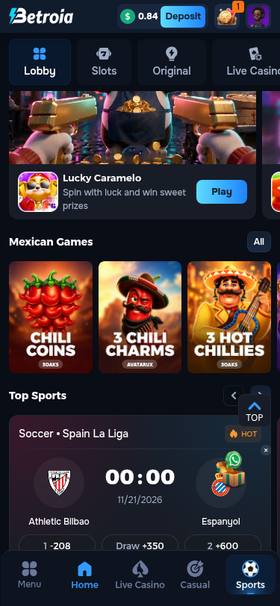 Betroia
$ 0.84 Deposit
1
Lobby
Slots
Original
Live Casino
Lucky Caramelo
Spin with luck and win sweet
prizes
Play
Mexican Games
All
CHILI
COINS
3OAKS
3 CHILI
CHARMS
AVATARUX
3 HOT
CHILLIES
3OAKS
Top Sports
TOP
Soccer • Spain La Liga
HOT
00:00
11/21/2026
Athletic Bilbao
Espanyol
1 -208
Draw +350
2 +600
Menu
Home
Live Casino
Casual
Sports